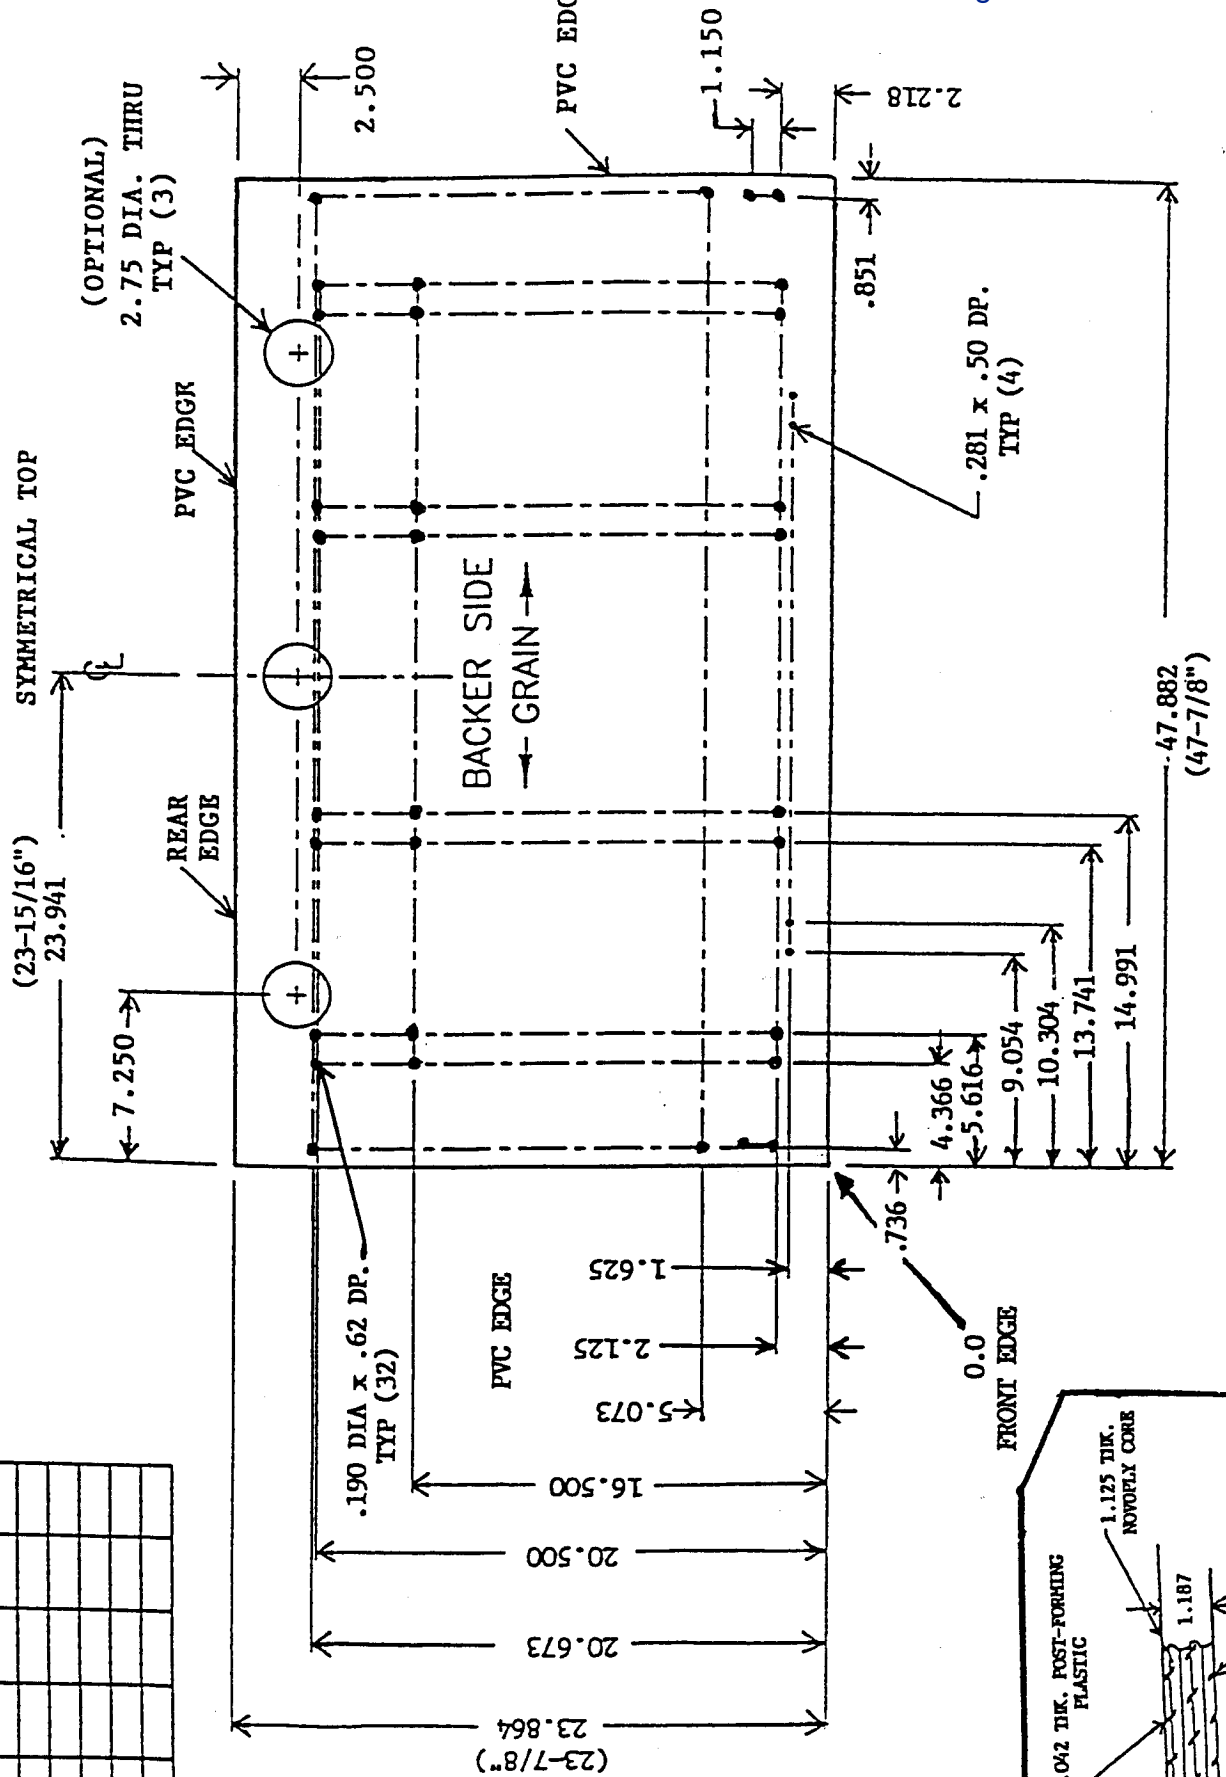 SYMMETRICAL TOP
(23-15/16")
23.941
7.250
REAR
EDGE
PVC EDGE
(OPTIONAL)
2.75 DIA. THRU
TYP (3)
2.500
1.150
2.218
.851
.281 x .50 DP.
TYP (4)
BACKER SIDE
GRAIN
47.882
(47-7/8")
14.991
13.741
10.304
9.054
5.616
4.366
.736
0.0
FRONT EDGE
PVC EDGE
.190 DIA x .62 DP.
TYP (32)
1.625
2.125
5.073
16.500
20.500
20.673
23.864
(23-7/8")
1.125 THK.
NOVOPLY CORE
.042 THK. POST-FORMING
PLASTIC
1.187